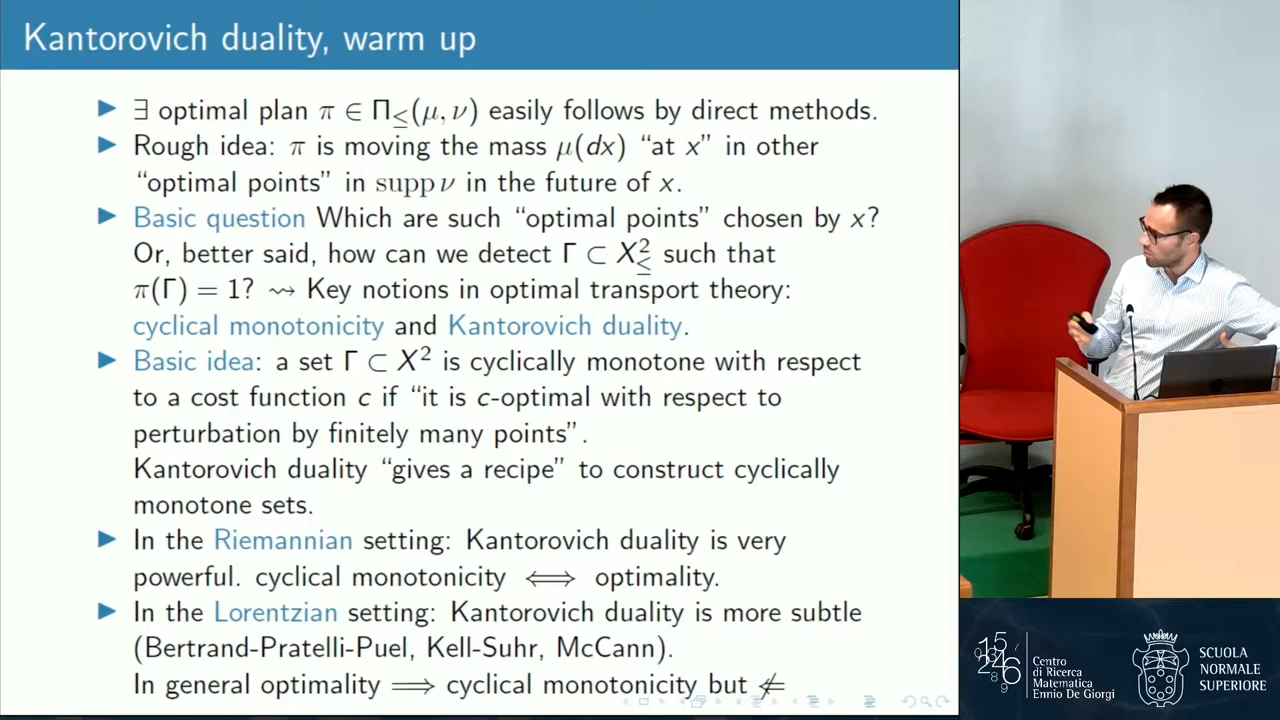 Kantorovich duality, warm up
▶ ∃ optimal plan π ∈ Π≤(μ, ν) easily follows by direct methods.
▶ Rough idea: π is moving the mass μ(dx) “at x” in other
“optimal points” in supp ν in the future of x.
▶ Basic question Which are such “optimal points” chosen by x?
Or, better said, how can we detect Γ ⊂ X²≤ such that
π(Γ) = 1? ⇝ Key notions in optimal transport theory:
cyclical monotonicity and Kantorovich duality.
▶ Basic idea: a set Γ ⊂ X² is cyclically monotone with respect
to a cost function c if “it is c-optimal with respect to
perturbation by finitely many points”.
Kantorovich duality “gives a recipe” to construct cyclically
monotone sets.
▶ In the Riemannian setting: Kantorovich duality is very
powerful. cyclical monotonicity ⟺ optimality.
▶ In the Lorentzian setting: Kantorovich duality is more subtle
(Bertrand-Pratelli-Puel, Kell-Suhr, McCann).
In general optimality ⟹ cyclical monotonicity but ⇍
Centro
di Ricerca
Matematica
Ennio De Giorgi
SCUOLA
NORMALE
SUPERIORE